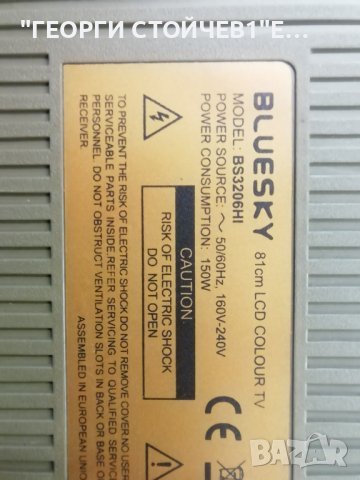 *"ГЕОРГИ СТОЙЧЕВ1"Е...*
BLUESKY 81cm LCD COLOUR TV
MODEL: BS3206HI
POWER SOURCE: ~ 50/60Hz, 160V-240V
POWER CONSUMPTION: 150W
CE
CAUTION
RISK OF ELECTRIC SHOCK
DO NOT OPEN
TO PREVENT THE RISK OF ELECTRIC SHOCK DO NOT REMOVE COVER NO USER
SERVICEABLE PARTS INSIDE.REFER SERVICING TO QUALIFIED SERVICE
PERSONNEL. DO NOT OBSTRUCT VENTILATION SLOTS IN BACK OR BASE OF
RECEIVER.
ASSEMBLED IN EUROPEAN UNION
bazar